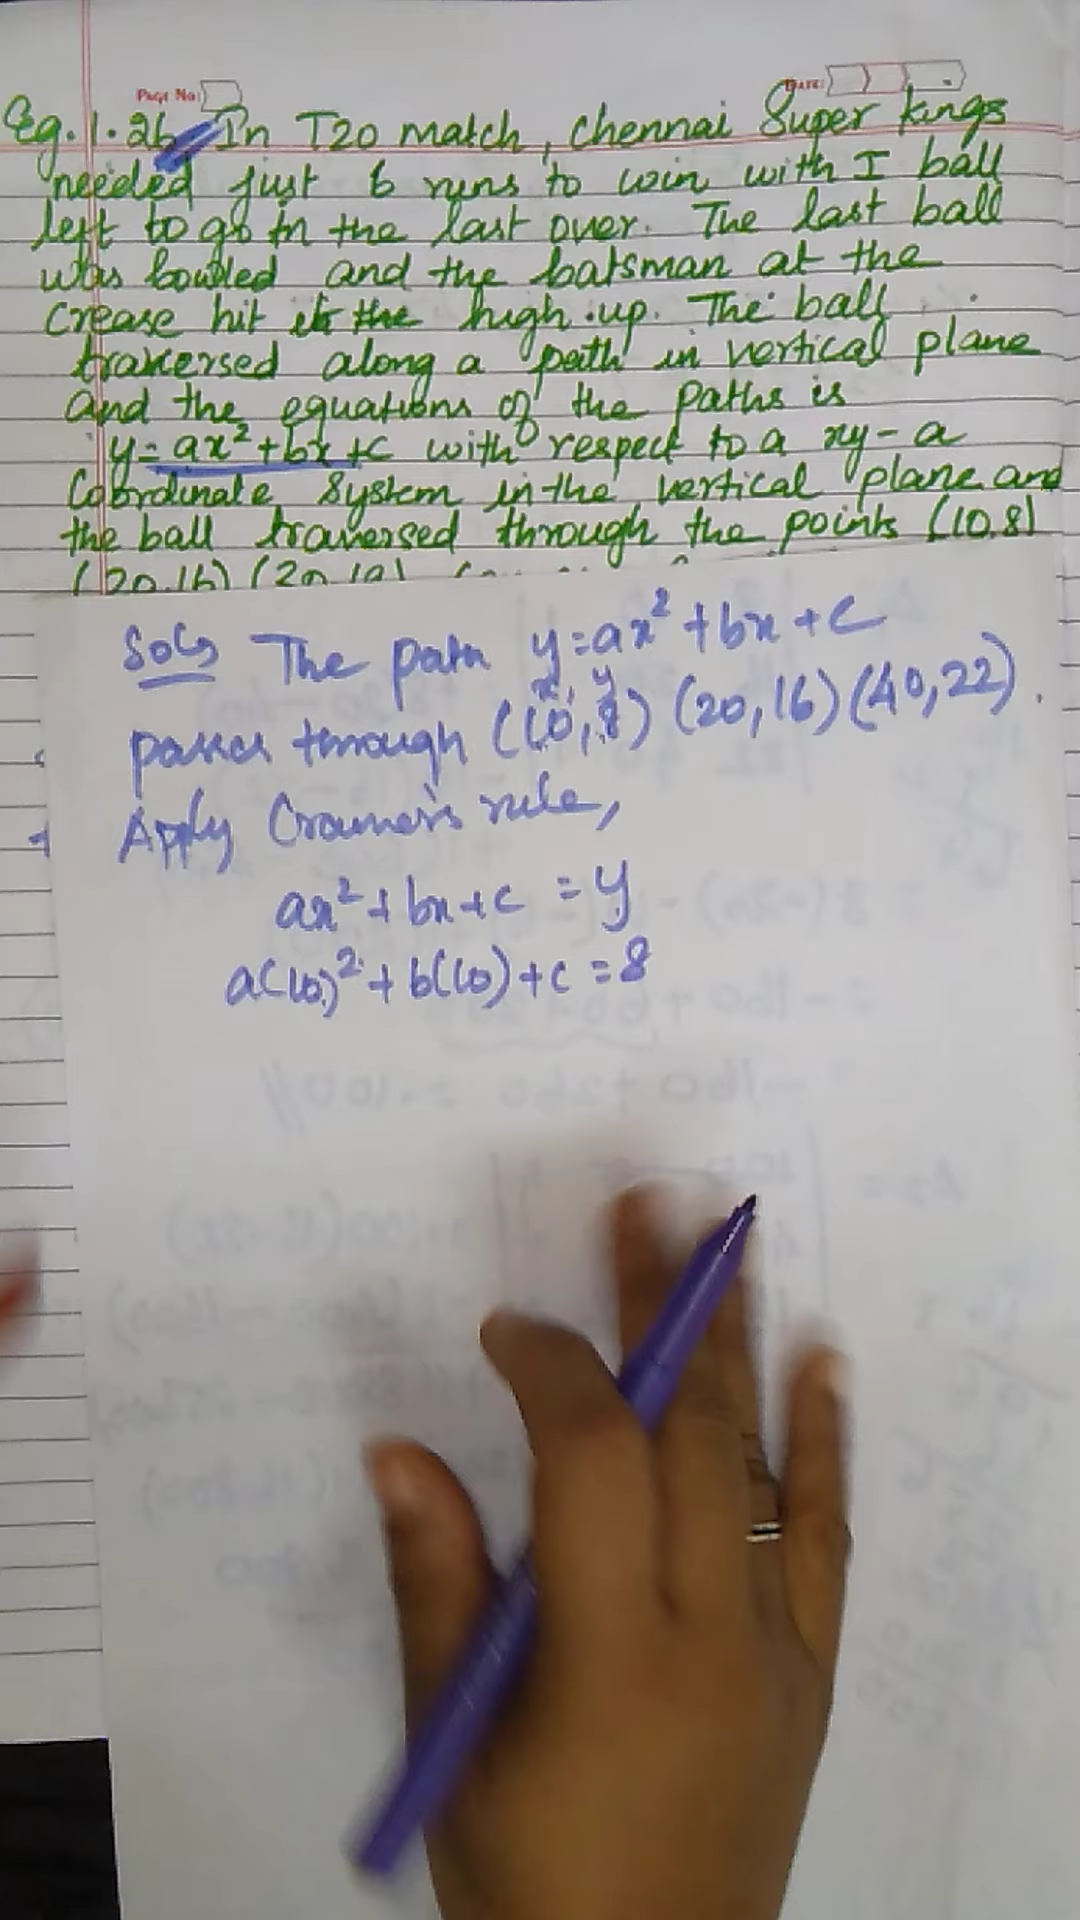 Page No:
Date:
Eg. 1.26 In T20 match, Chennai Super Kings
needed just 6 runs to win with I ball
left to go in the last over. The last ball
was bowled and the batsman at the
Crease hit it the high up. The ball
traversed along a path in vertical plane
and the equations of the paths is
y = ax² + bx + c with respect to a xy - a
Coordinate System in the vertical plane and
the ball traversed through the points (10,8)
(20,16)
Soln The path y = ax² + bx + c
x, y
passes through (10,8) (20,16) (40,22).
Apply Cramer's rule,
ax² + bx + c = y
a(10)² + b(10) + c = 8